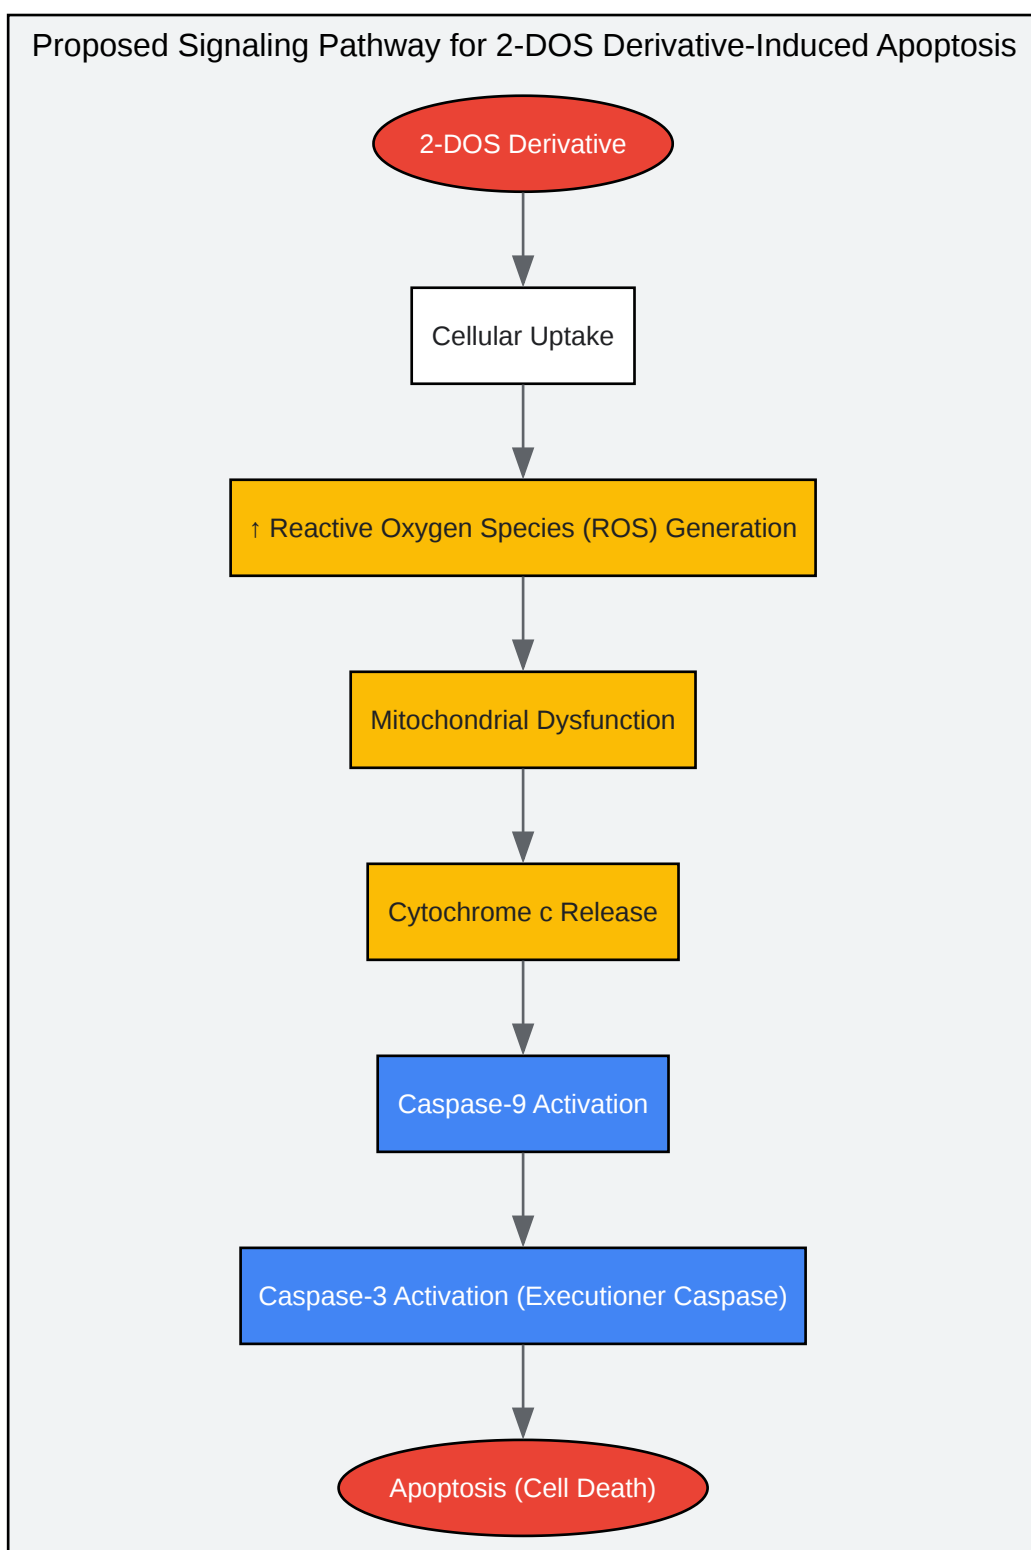 Proposed Signaling Pathway for 2-DOS Derivative-Induced Apoptosis
2-DOS Derivative
Cellular Uptake
↑ Reactive Oxygen Species (ROS) Generation
Mitochondrial Dysfunction
Cytochrome c Release
Caspase-9 Activation
Caspase-3 Activation (Executioner Caspase)
Apoptosis (Cell Death)